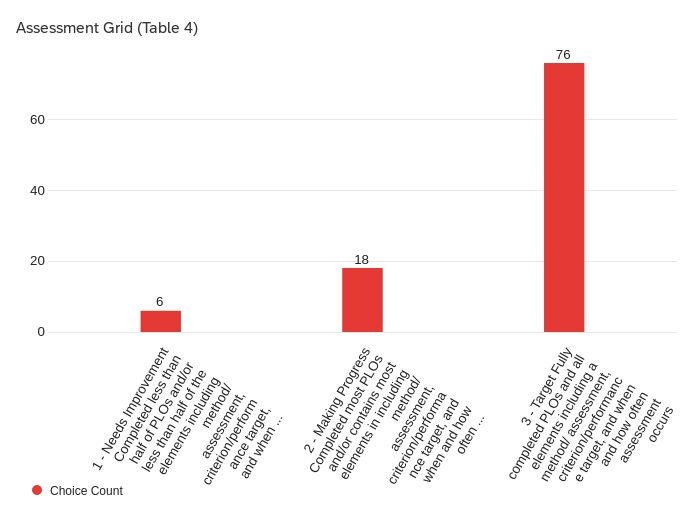 Assessment Grid (Table 4)
76
60
40
20
0
18
6
1 - Needs Improvement
Completed less than
half of PLOs and/or
less than half of the
elements including
method/
assessment,
criterion/perform
ance target,
and when ...
2 - Making Progress
Completed most PLOs
and/or contains most
elements in including
method/
assessment,
criterion/performa
nce target, and
when and how
often ...
3 - Target Fully
completed PLOs and all
elements including a
method/ assessment,
criterion/performanc
e target, and when
and how often
assessment
occurs
Choice Count